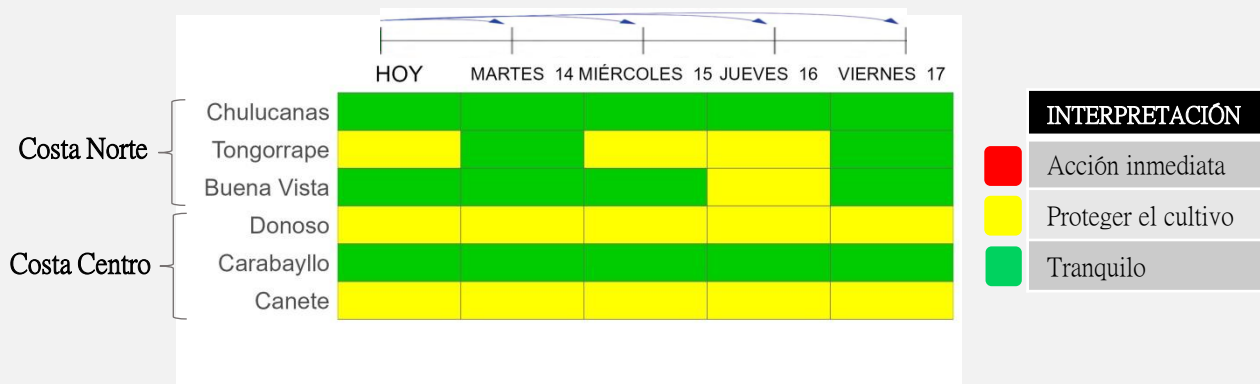 HOY MARTES 14 MIÉRCOLES 15 JUEVES 16 VIERNES 17
Costa Norte
Chulucanas
Tongorrape
Buena Vista
Costa Centro
Donoso
Carabayllo
Canete
INTERPRETACIÓN
Acción inmediata
Proteger el cultivo
Tranquilo